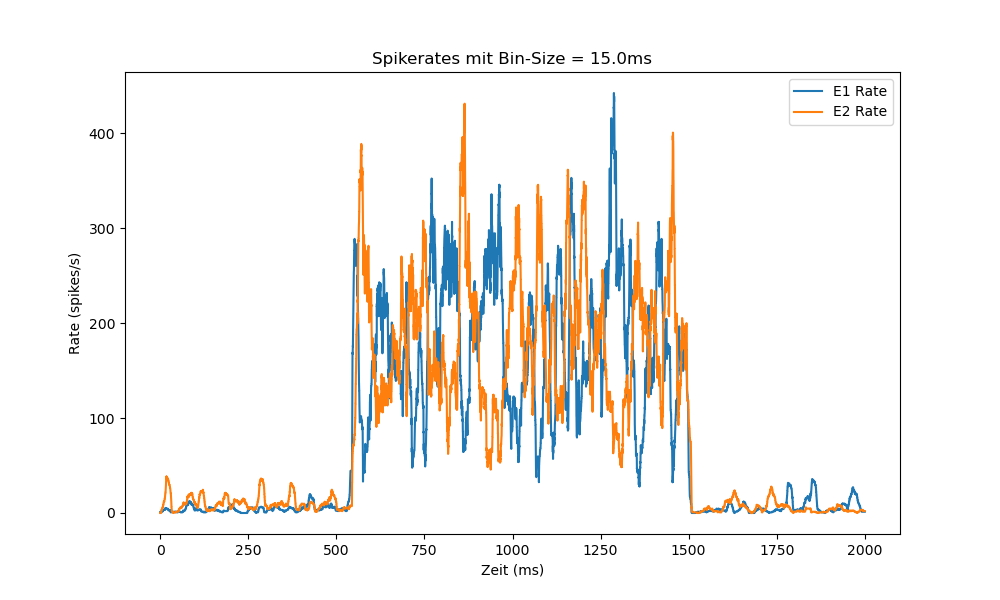 Spikerates mit Bin-Size = 15.0ms
E1 Rate
E2 Rate
400
300
200
100
0
Rate (spikes/s)
0 250 500 750 1000 1250 1500 1750 2000
Zeit (ms)